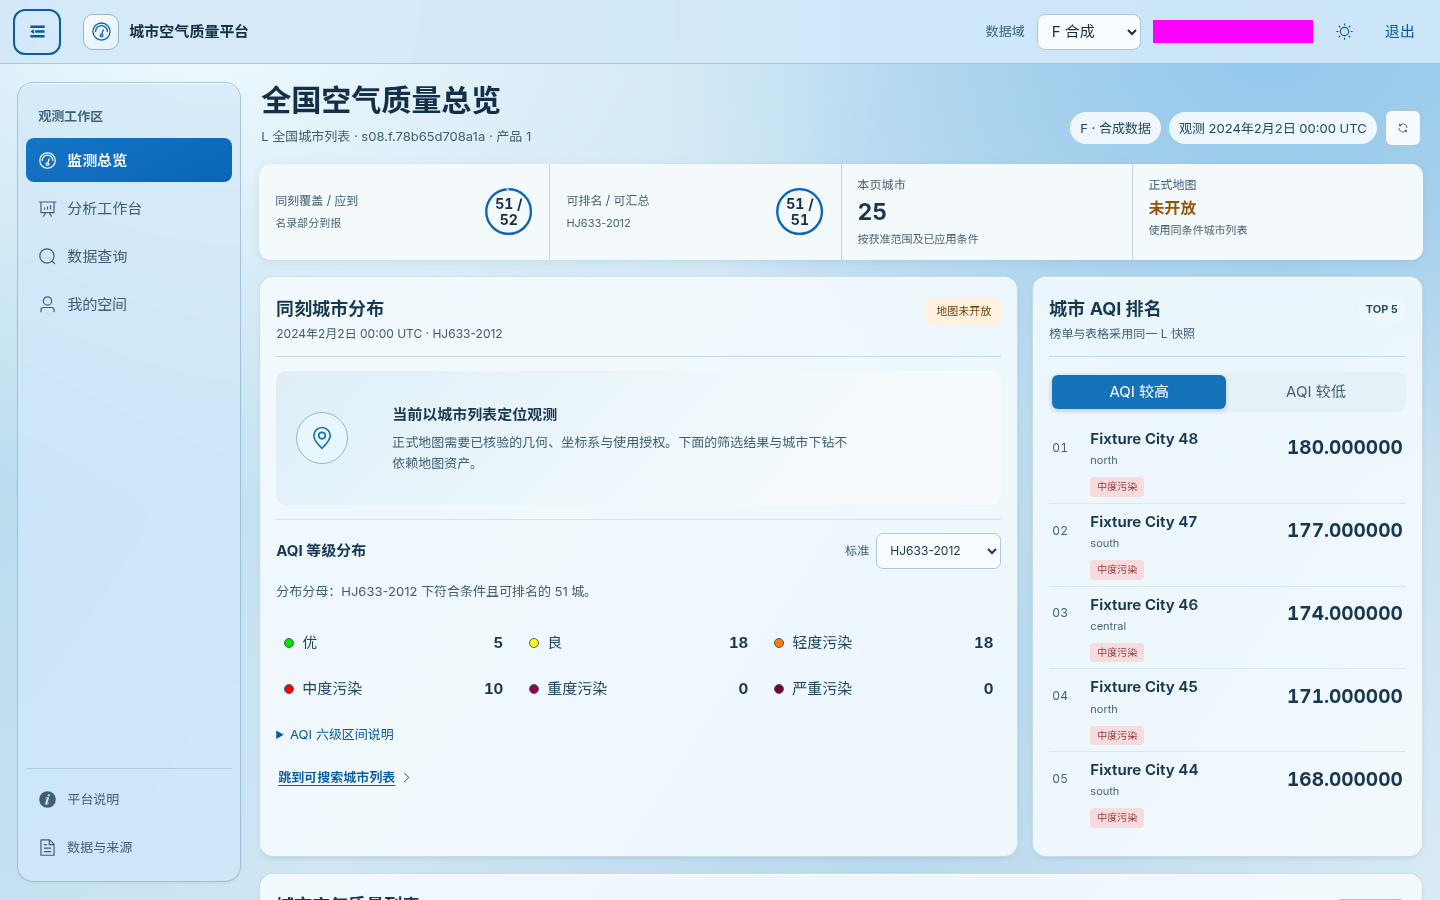 城市空气质量平台
数据域
F 合成
退出
观测工作区
监测总览
分析工作台
数据查询
我的空间
平台说明
数据与来源
全国空气质量总览
L 全国城市列表 · s08.f.78b65d708a1a · 产品 1
F · 合成数据
观测 2024年2月2日 00:00 UTC
同刻覆盖 / 应到
名录部分到报
51 /
52
可排名 / 可汇总
HJ633-2012
51 /
51
本页城市
25
按获准范围及已应用条件
正式地图
未开放
使用同条件城市列表
同刻城市分布
2024年2月2日 00:00 UTC · HJ633-2012
地图未开放
当前以城市列表定位观测
正式地图需要已核验的几何、坐标系与使用授权。下面的筛选结果与城市下钻不
依赖地图资产。
AQI 等级分布
标准
HJ633-2012
分布分母：HJ633-2012 下符合条件且可排名的 51 城。
优 5
良 18
轻度污染 18
中度污染 10
重度污染 0
严重污染 0
AQI 六级区间说明
跳到可搜索城市列表
城市 AQI 排名
榜单与表格采用同一 L 快照
TOP 5
AQI 较高
AQI 较低
01
Fixture City 48
north
中度污染
180.000000
02
Fixture City 47
south
中度污染
177.000000
03
Fixture City 46
central
中度污染
174.000000
04
Fixture City 45
north
中度污染
171.000000
05
Fixture City 44
south
中度污染
168.000000